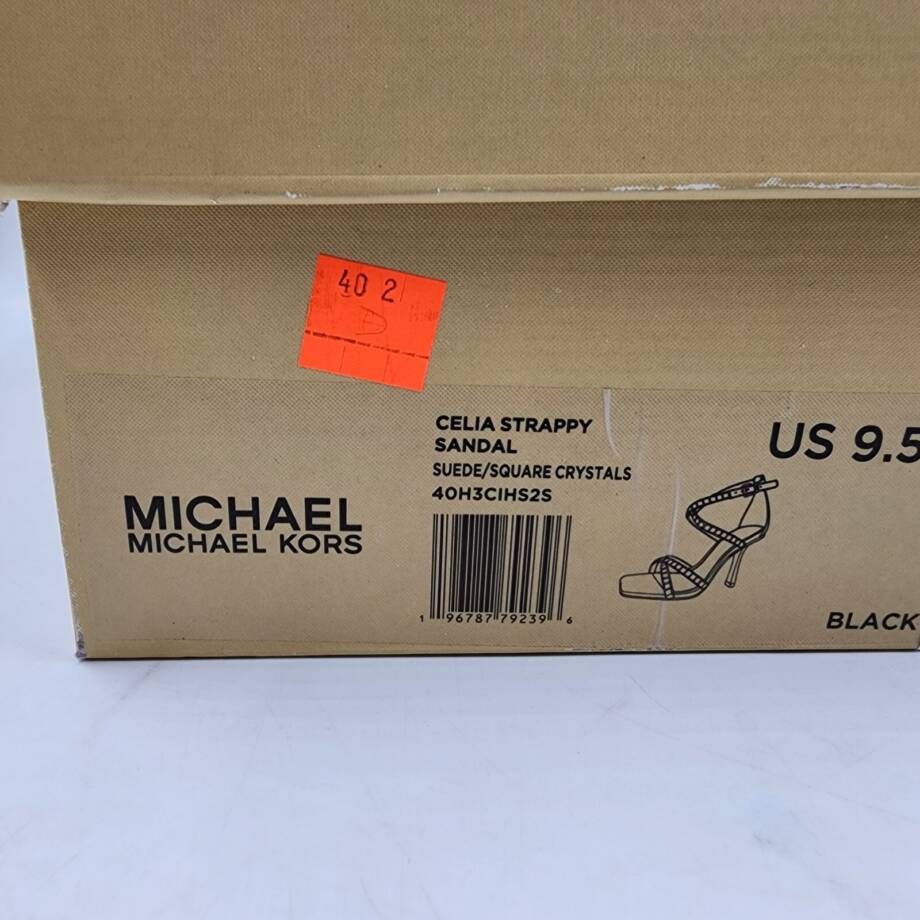 40 2
CELIA STRAPPY
SANDAL
SUEDE/SQUARE CRYSTALS
40H3CIHS2S
US 9.5
MICHAEL
MICHAEL KORS
1 96787 79239 6
BLACK